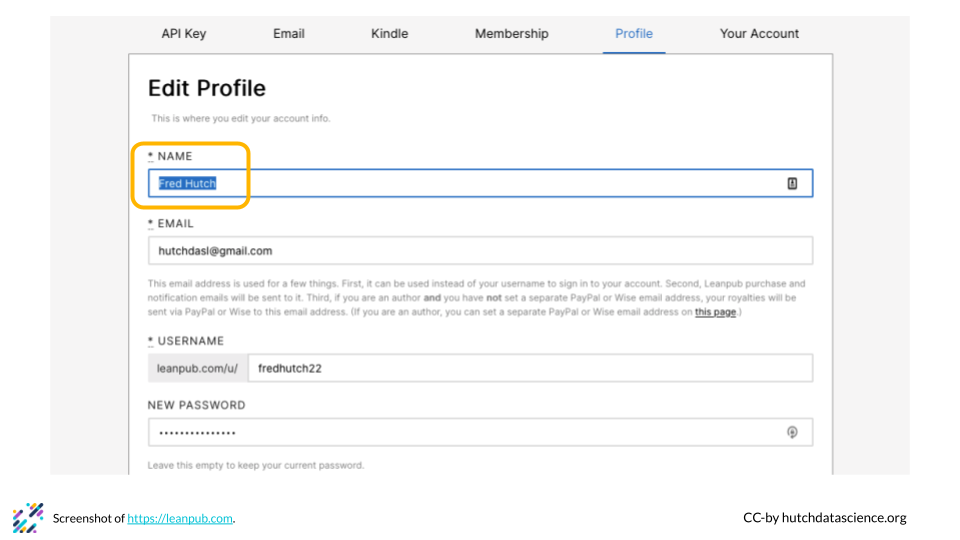 API Key Email Kindle Membership Profile Your Account
Edit Profile
This is where you edit your account info.
* NAME
Fred Hutch
* EMAIL
hutchdasl@gmail.com
This email address is used for a few things. First, it can be used instead of your username to sign in to your account. Second, Leanpub purchase and
notification emails will be sent to it. Third, if you are an author and you have not set a separate PayPal or Wise email address, your royalties will be
sent via PayPal or Wise to this email address. (If you are an author, you can set a separate PayPal or Wise email address on this page.)
* USERNAME
leanpub.com/u/ fredhutch22
NEW PASSWORD
•••••••••••••••
Leave this empty to keep your current password.
Screenshot of https://leanpub.com.
CC-by hutchdatascience.org